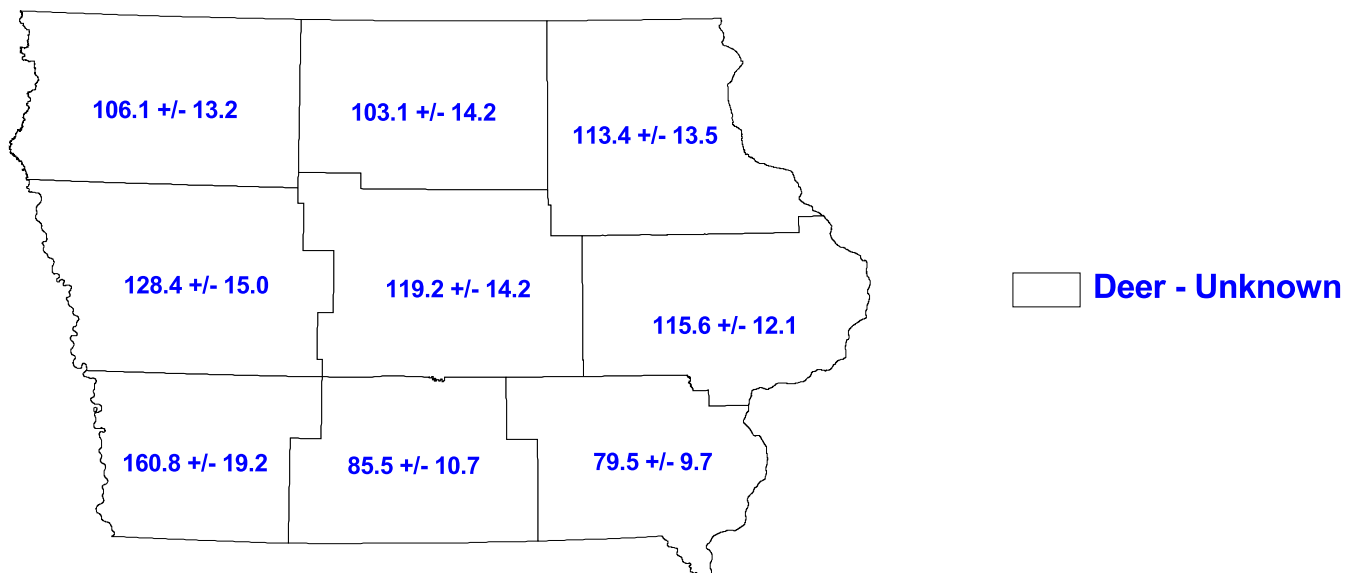 106.1 +/- 13.2
103.1 +/- 14.2
113.4 +/- 13.5
128.4 +/- 15.0
119.2 +/- 14.2
115.6 +/- 12.1
160.8 +/- 19.2
85.5 +/- 10.7
79.5 +/- 9.7
Deer - Unknown